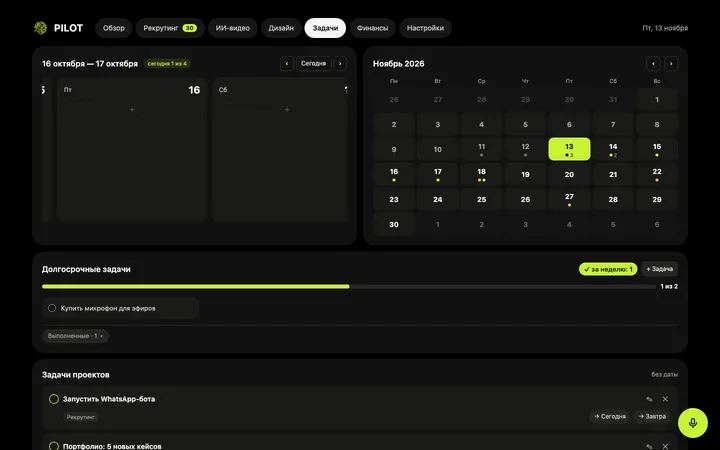 PILOT
Обзор
Рекрутинг 30
ИИ-видео
Дизайн
Задачи
Финансы
Настройки
Пт, 13 ноября
16 октября — 17 октября
сегодня 1 из 4
‹ Сегодня ›
Пт 16
+
Сб
+
Ноябрь 2026
‹ ›
Пн Вт Ср Чт Пт Сб Вс
26 27 28 29 30 31 1
2 3 4 5 6 7 8
9 10 11 12 13 14 15
3 2
16 17 18 19 20 21 22
23 24 25 26 27 28 29
30 1 2 3 4 5 6
Долгосрочные задачи
✓ за неделю: 1
+ Задача
1 из 2
Купить микрофон для эфиров
Выполненные · 1
Задачи проектов
без даты
Запустить WhatsApp-бота
Рекрутинг
→ Сегодня
→ Завтра
Портфолио: 5 новых кейсов